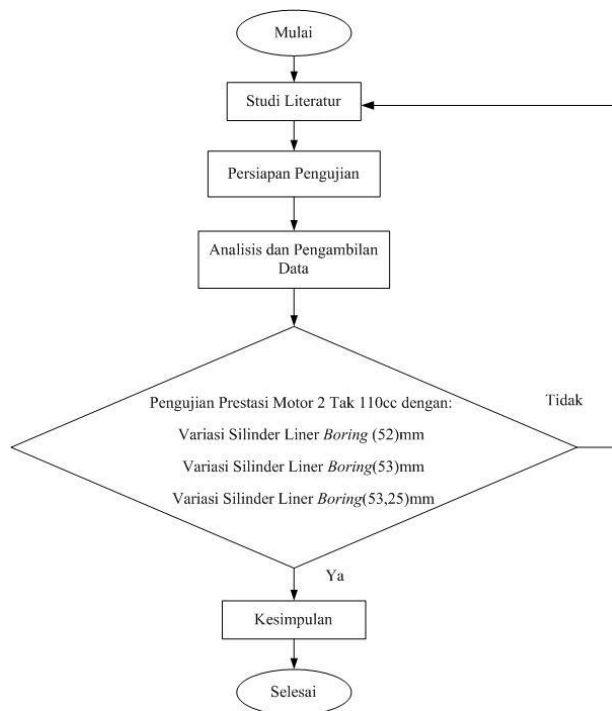 Mulai
Studi Literatur
Persiapan Pengujian
Analisis dan Pengambilan
Data
Pengujian Prestasi Motor 2 Tak 110cc dengan:
Tidak
Variasi Silinder Liner Boring (52)mm
Variasi Silinder Liner Boring(53)mm
Variasi Silinder Liner Boring(53,25)mm
Ya
Kesimpulan
Selesai